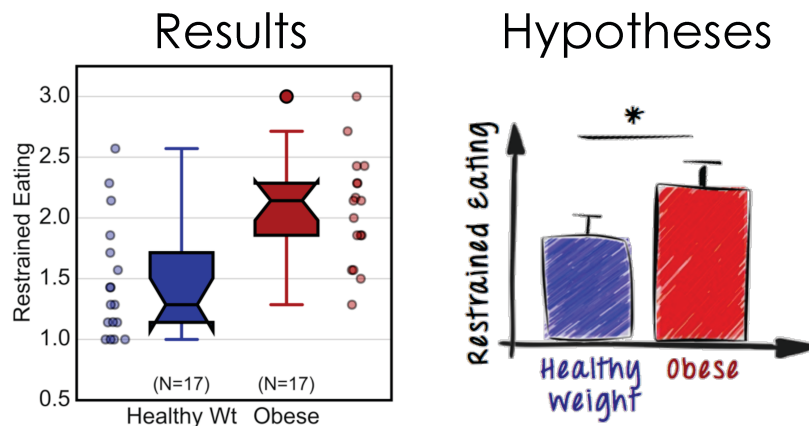 Results
Hypotheses
Restrained Eating
3.0
2.5
2.0
1.5
1.0
0.5
(N=17) (N=17)
Healthy Wt Obese
*
Restrained Eating
Healthy Weight
Obese